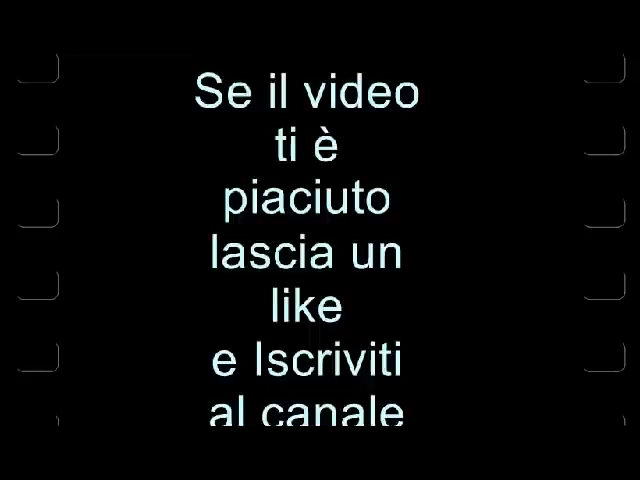 Se il video
ti è
piaciuto
lascia un
like
e Iscriviti
al canale